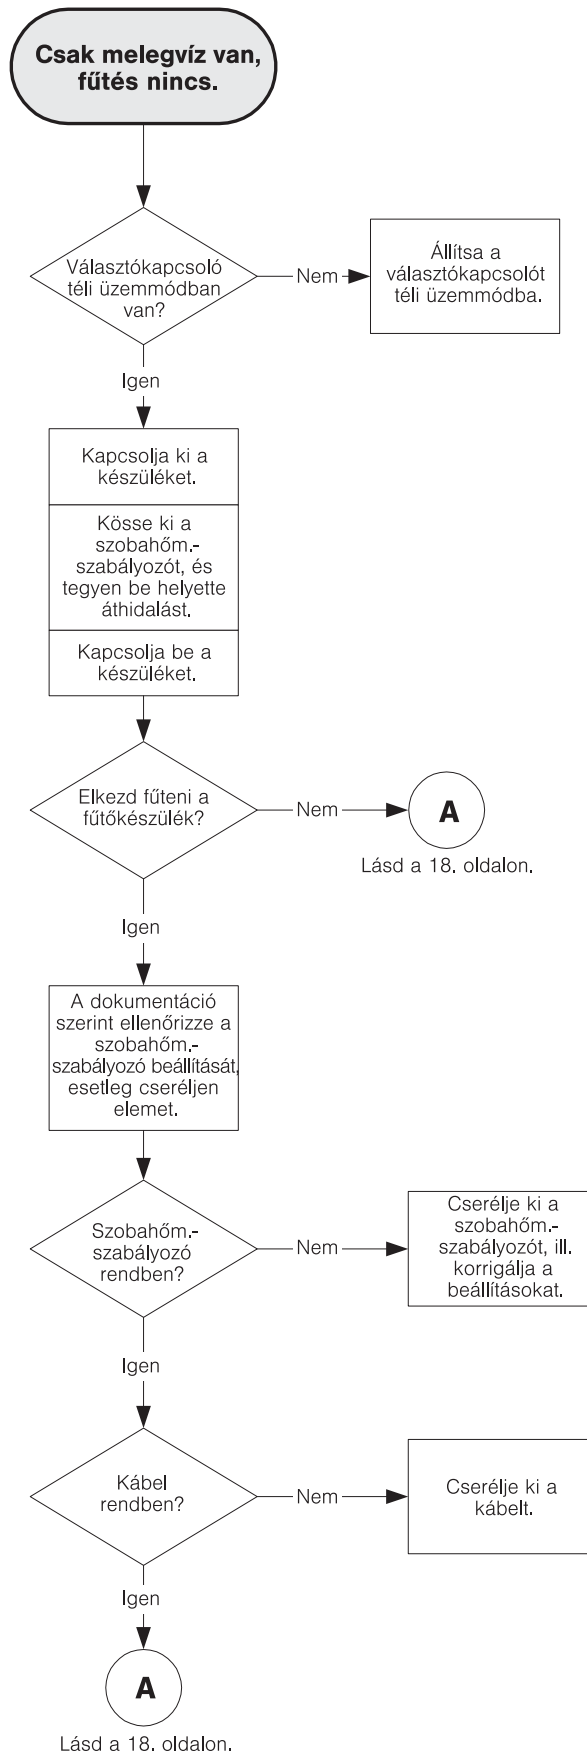 Csak melegvíz van,
fűtés nincs.
Választókapcsoló
téli üzemmódban
van?
Nem
Állítsa a
választókapcsolót
téli üzemmódba.
Igen
Kapcsolja ki a
készüléket.
Kösse ki a
szobahőm.-
szabályozót, és
tegyen be helyette
áthidalást.
Kapcsolja be a
készüléket.
Elkezd fűteni a
fűtőkészülék?
Nem
A
Lásd a 18. oldalon.
Igen
A dokumentáció
szerint ellenőrizze a
szobahőm.-
szabályozó beállítását,
esetleg cseréljen
elemet.
Szobahőm.-
szabályozó
rendben?
Nem
Cserélje ki a
szobahőm.-
szabályozót, ill.
korrigálja a
beállításokat.
Igen
Kábel
rendben?
Nem
Cserélje ki a
kábelt.
Igen
A
Lásd a 18. oldalon.